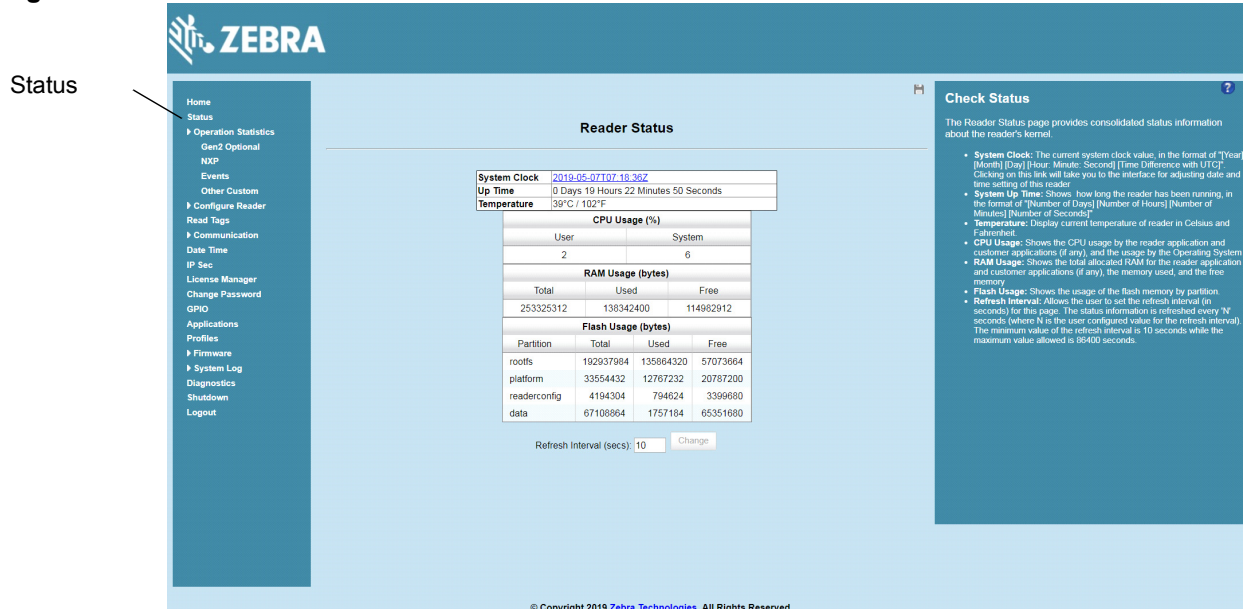 ZEBRA
Status
Home
Status
Operation Statistics
Gen2 Optional
NXP
Events
Other Custom
Configure Reader
Read Tags
Communication
Date Time
IP Sec
License Manager
Change Password
GPIO
Applications
Profiles
Firmware
System Log
Diagnostics
Shutdown
Logout
Reader Status
System Clock 2019-05-07T07:18:36Z
Up Time 0 Days 19 Hours 22 Minutes 50 Seconds
Temperature 39°C / 102°F
CPU Usage (%)
User System
2 6
RAM Usage (bytes)
Total Used Free
253325312 138342400 114982912
Flash Usage (bytes)
Partition Total Used Free
rootfs 192937984 135864320 57073664
platform 33554432 12767232 20787200
readerconfig 4194304 794624 3399680
data 67108864 1757184 65351680
Refresh Interval (secs): 10 Change
?
Check Status
The Reader Status page provides consolidated status information
about the reader's kernel.
• System Clock: The current system clock value, in the format of "[Year]
[Month] [Day] [Hour: Minute: Second] [Time Difference with UTC]".
Clicking on this link will take you to the interface for adjusting date and
time setting of this reader
• System Up Time: Shows how long the reader has been running, in
the format of "[Number of Days] [Number of Hours] [Number of
Minutes] [Number of Seconds]"
• Temperature: Display current temperature of reader in Celsius and
Fahrenheit.
• CPU Usage: Shows the CPU usage by the reader application and
customer applications (if any), and the usage by the Operating System
• RAM Usage: Shows the total allocated RAM for the reader application
and customer applications (if any), the memory used, and the free
memory
• Flash Usage: Shows the usage of the flash memory by partition.
• Refresh Interval: Allows the user to set the refresh interval (in
seconds) for this page. The status information is refreshed every 'N'
seconds (where N is the user configured value for the refresh interval).
The minimum value of the refresh interval is 10 seconds while the
maximum value allowed is 86400 seconds.
© Copyright 2019 Zebra Technologies. All Rights Reserved